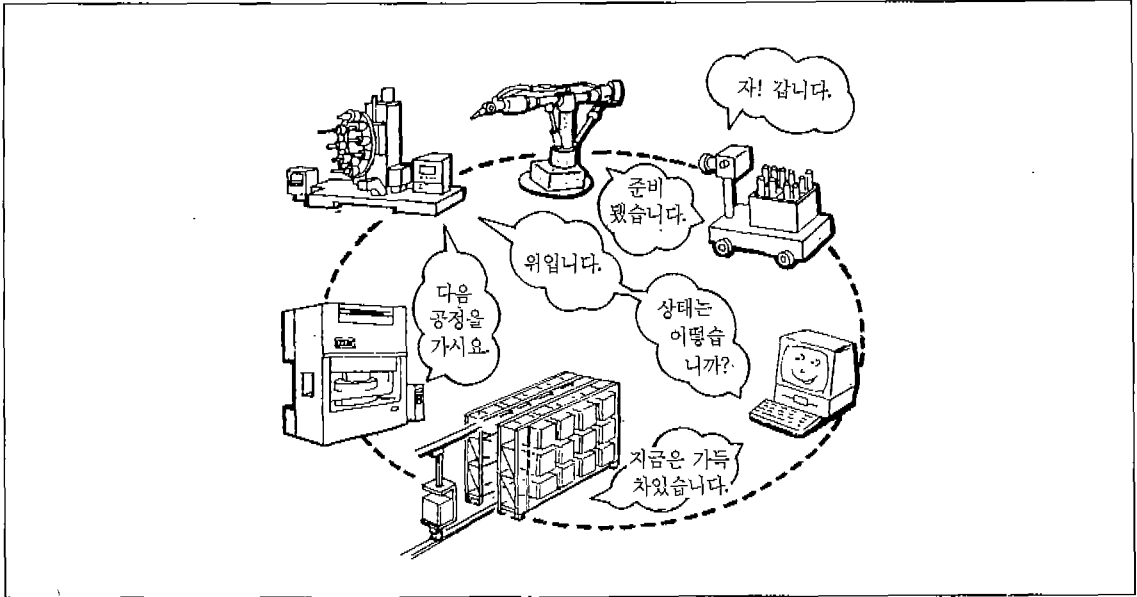 자! 갑니다.
준비
됐습니다.
위입니다.
다음
공정을
가시요.
상태는
어떻습
니까?
지금은 가득
차있습니다.